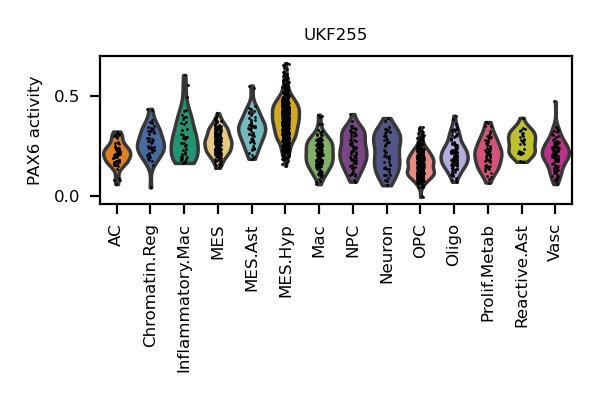 UKF255
PAX6 activity
0.5
0.0
AC
Chromatin.Reg
Inflammatory.Mac
MES
MES.Ast
MES.Hyp
Mac
NPC
Neuron
OPC
Oligo
Prolif.Metab
Reactive.Ast
Vasc